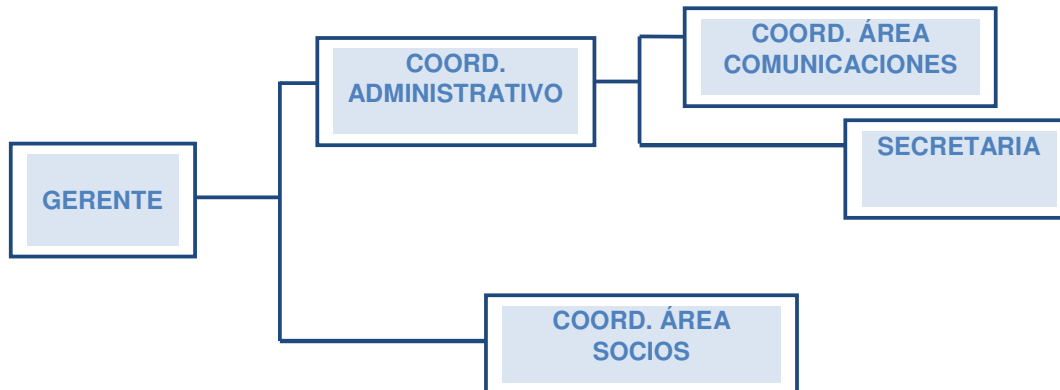 COORD.
ADMINISTRATIVO
COORD. ÁREA
COMUNICACIONES
SECRETARIA
GERENTE
COORD. ÁREA
SOCIOS